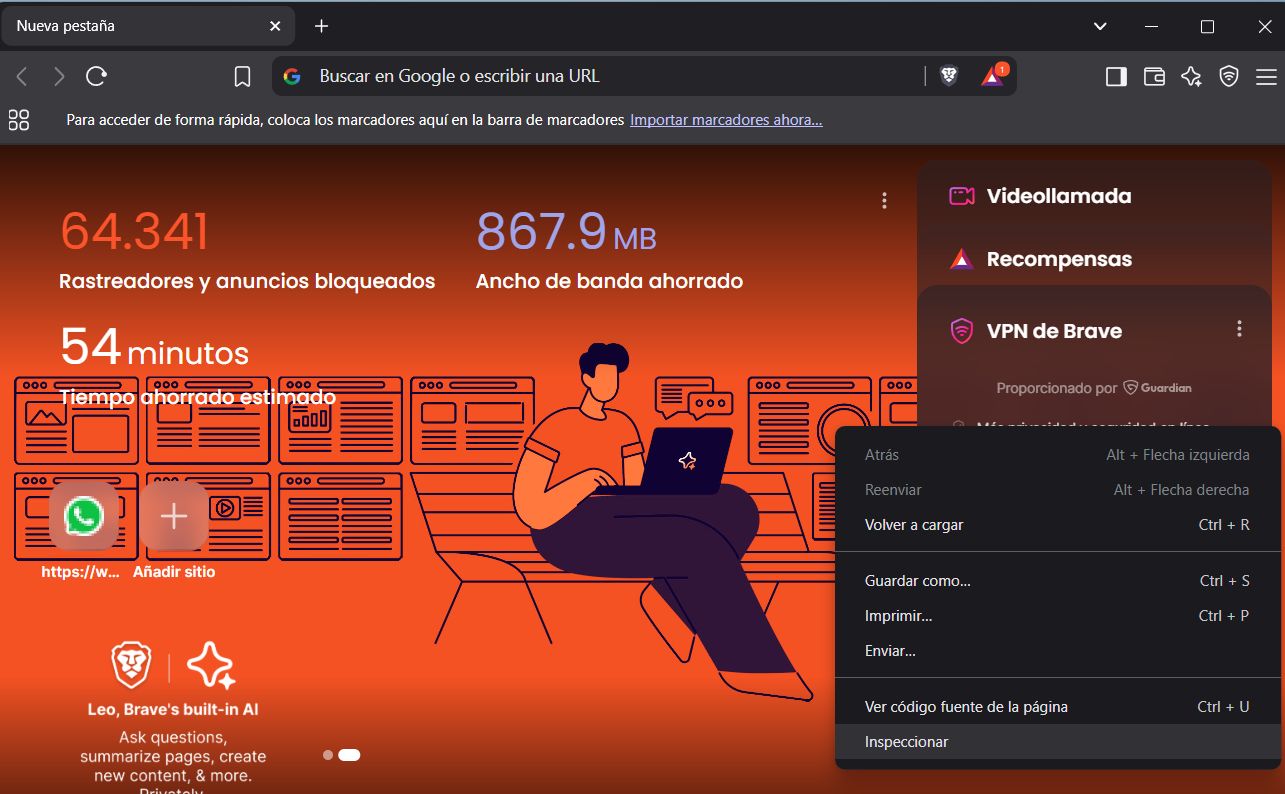 Nueva pestaña
Buscar en Google o escribir una URL
1
Para acceder de forma rápida, coloca los marcadores aquí en la barra de marcadores Importar marcadores ahora...
64.341
Rastreadores y anuncios bloqueados
867.9 MB
Ancho de banda ahorrado
54 minutos
Tiempo ahorrado estimado
https://w...
Añadir sitio
Leo, Brave's built-in AI
Ask questions,
summarize pages, create
new content, & more.
Privately.
Videollamada
Recompensas
VPN de Brave
Proporcionado por Guardian
Más privacidad y seguridad en línea
Atrás Alt + Flecha izquierda
Reenviar Alt + Flecha derecha
Volver a cargar Ctrl + R
Guardar como... Ctrl + S
Imprimir... Ctrl + P
Enviar...
Ver código fuente de la página Ctrl + U
Inspeccionar